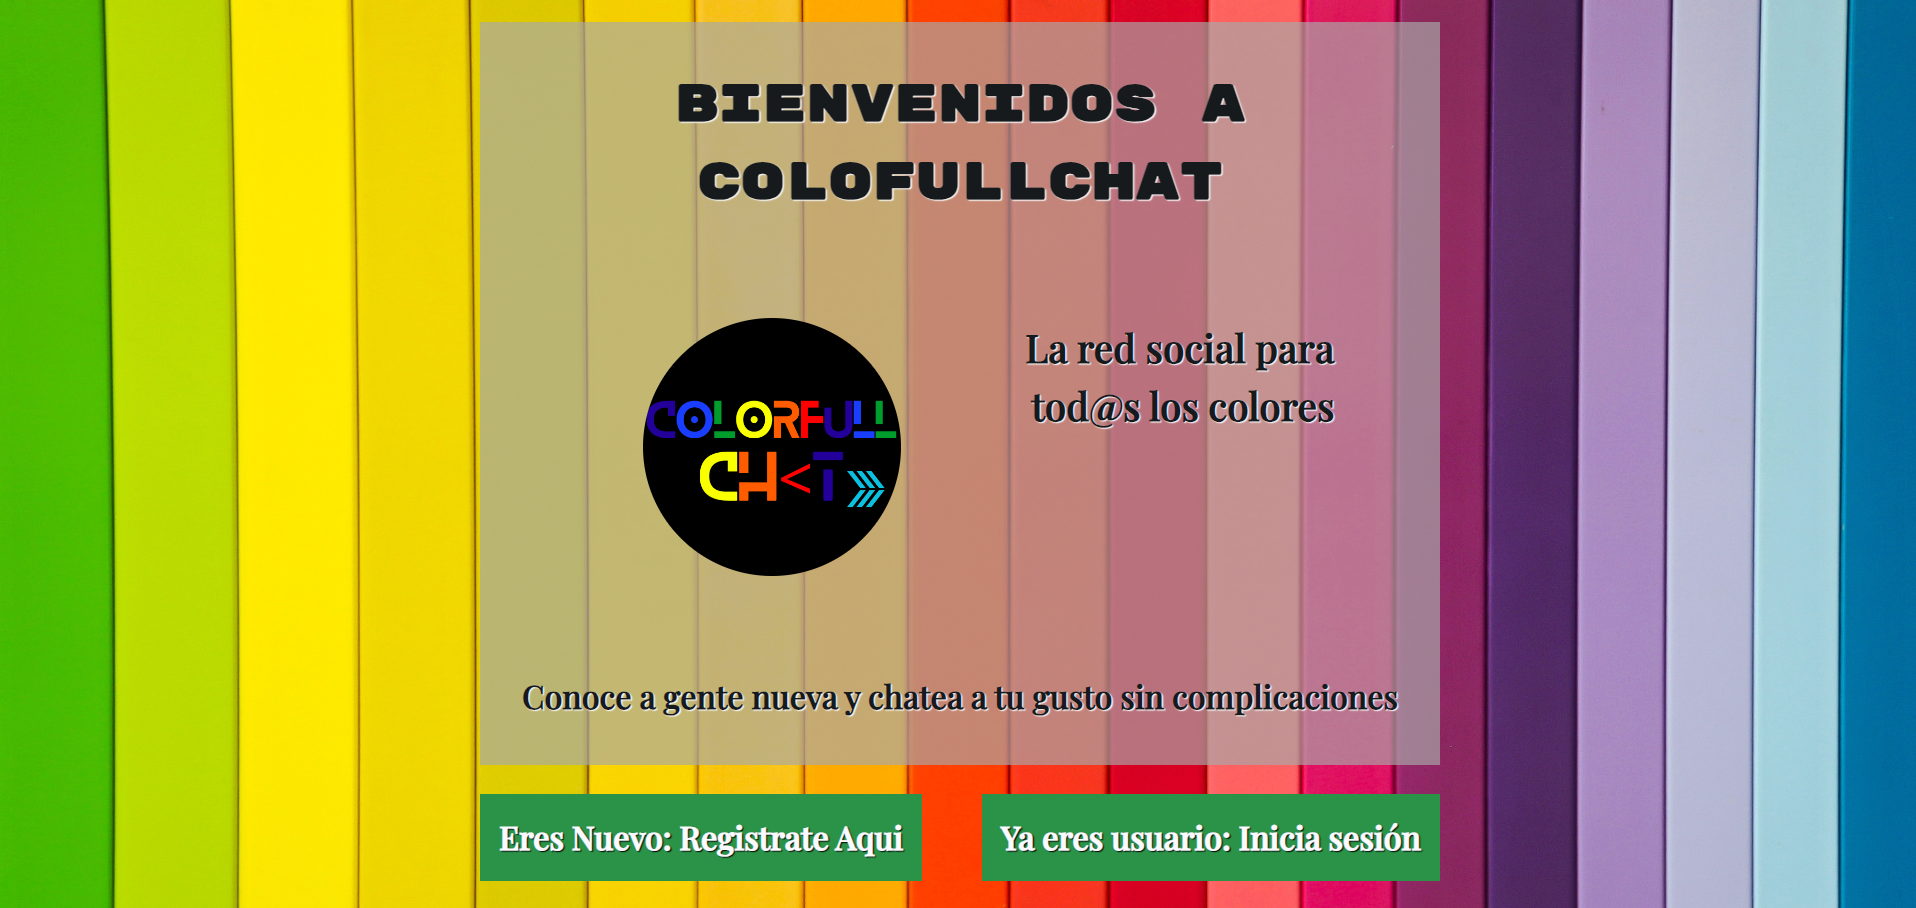 BIENVENIDOS A
COLOFULLCHAT
COLORFULL
CH<T
La red social para
tod@s los colores
Conoce a gente nueva y chatea a tu gusto sin complicaciones
Eres Nuevo: Registrate Aqui
Ya eres usuario: Inicia sesión